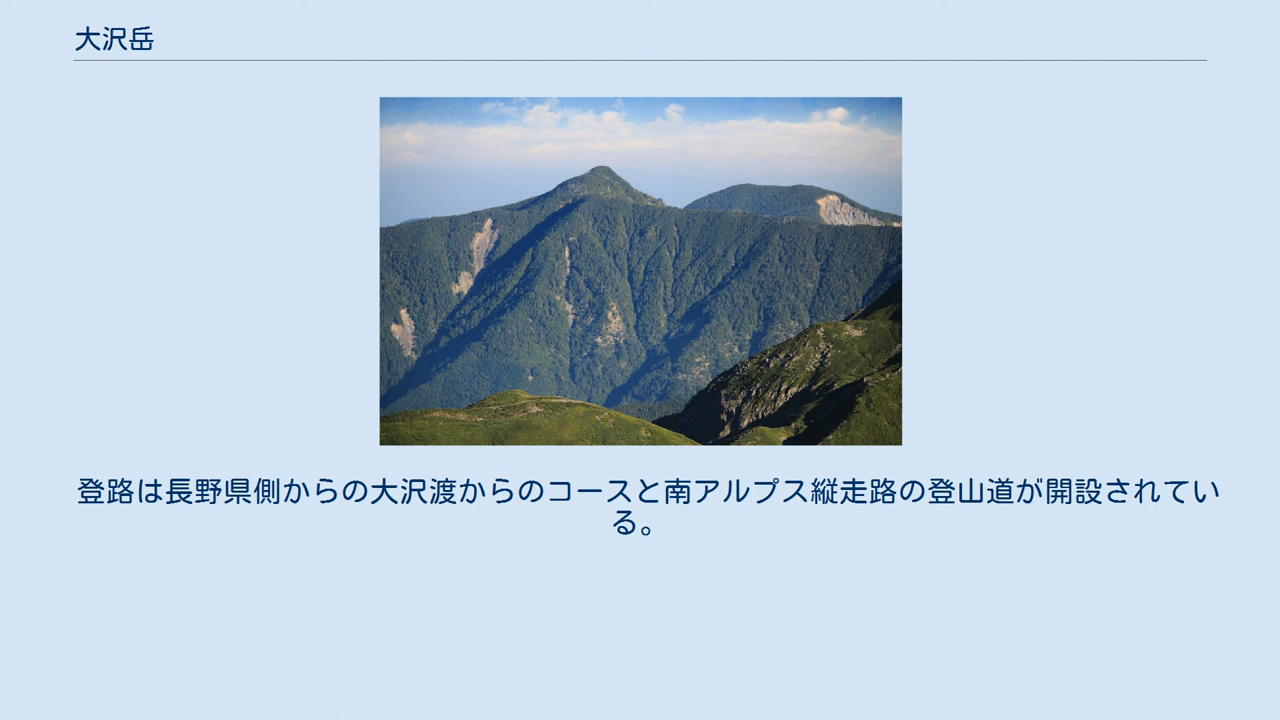 大沢岳
登路は長野県側からの大沢渡からのコースと南アルプス縦走路の登山道が開設されてい
る。